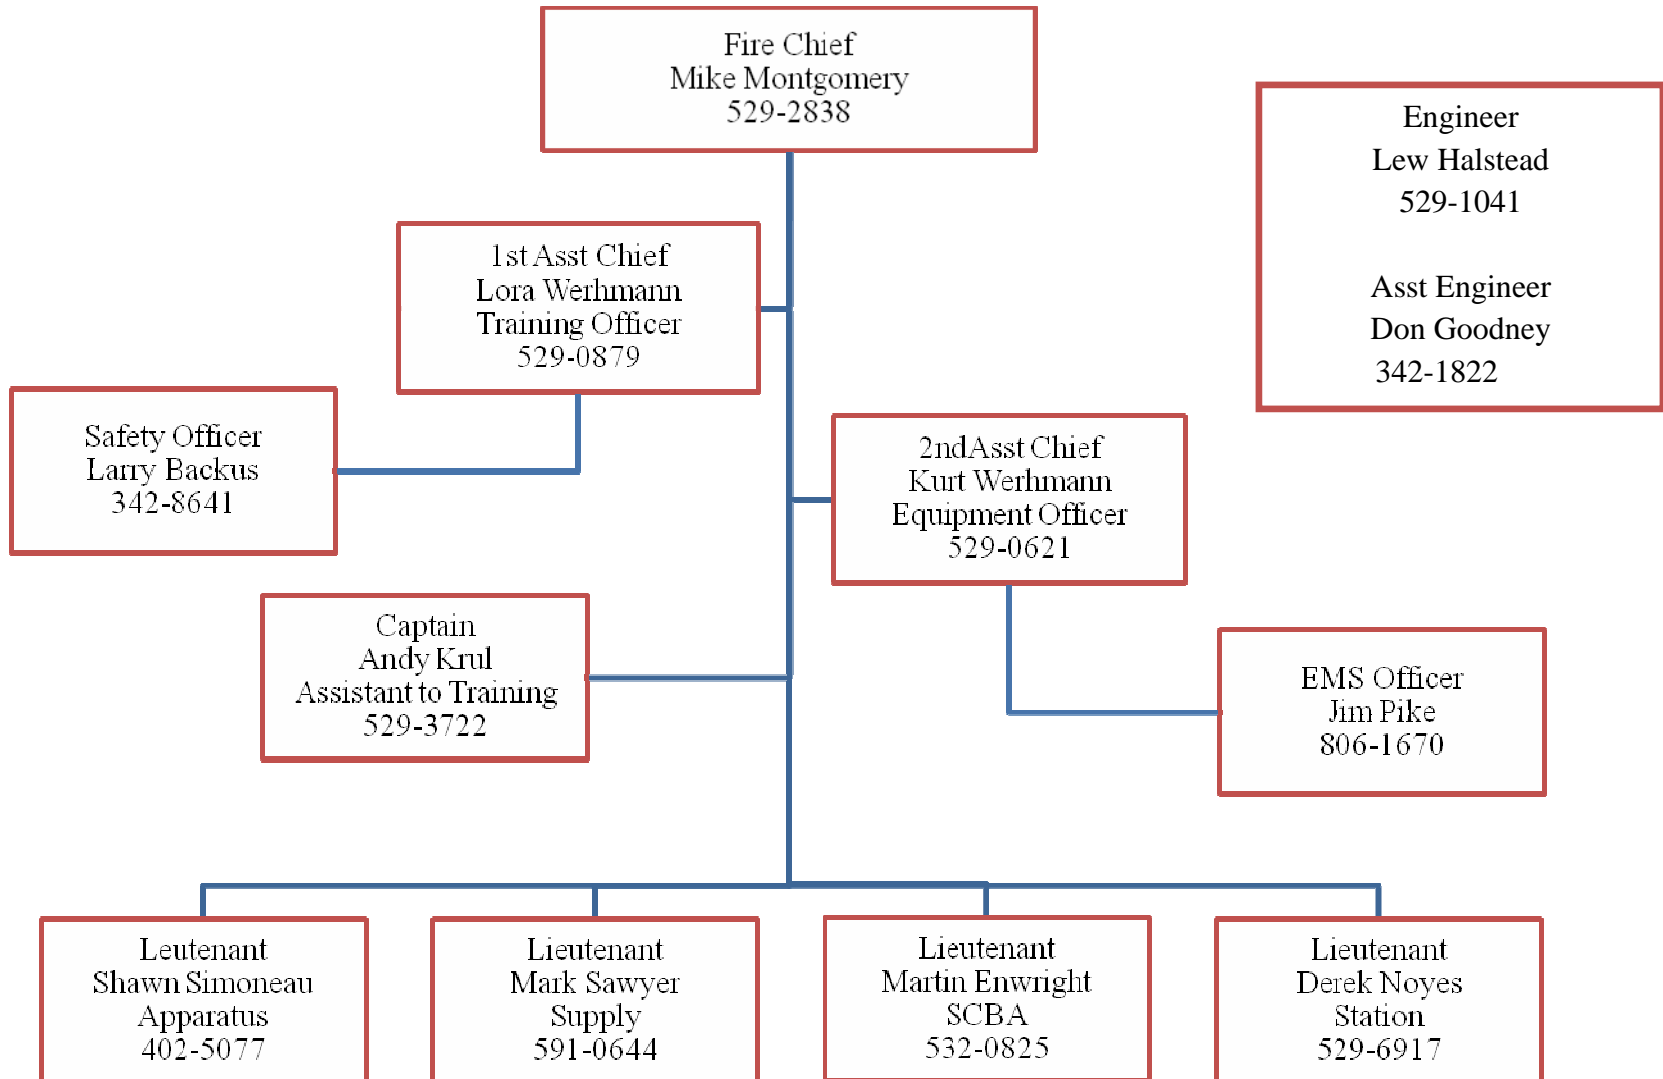 Fire Chief
Mike Montgomery
529-2838
Engineer
Lew Halstead
529-1041
Asst Engineer
Don Goodney
342-1822
1st Asst Chief
Lora Werhmann
Training Officer
529-0879
Safety Officer
Larry Backus
342-8641
2ndAsst Chief
Kurt Werhmann
Equipment Officer
529-0621
Captain
Andy Krul
Assistant to Training
529-3722
EMS Officer
Jim Pike
806-1670
Leutenant
Shawn Simoneau
Apparatus
402-5077
Lieutenant
Mark Sawyer
Supply
591-0644
Lieutenant
Martin Enwright
SCBA
532-0825
Lieutenant
Derek Noyes
Station
529-6917